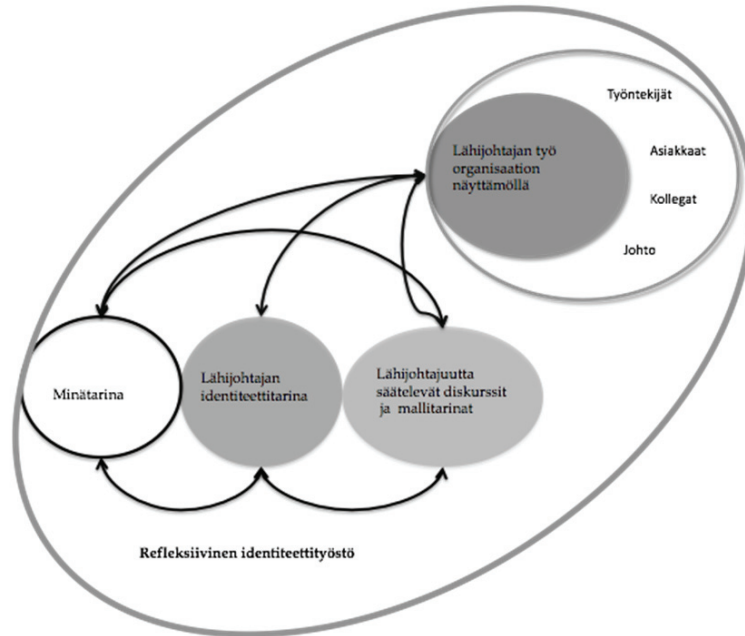 Työntekijät
Lähijohtajan työ
organisaation
näyttämöllä
Asiakkaat
Kollegat
Johto
Minätarina
Lähijohtajan
identiteettitarina
Lähijohtajuutta
säätelevät diskurssit
ja mallitarinat
Refleksiivinen identiteettityöstö